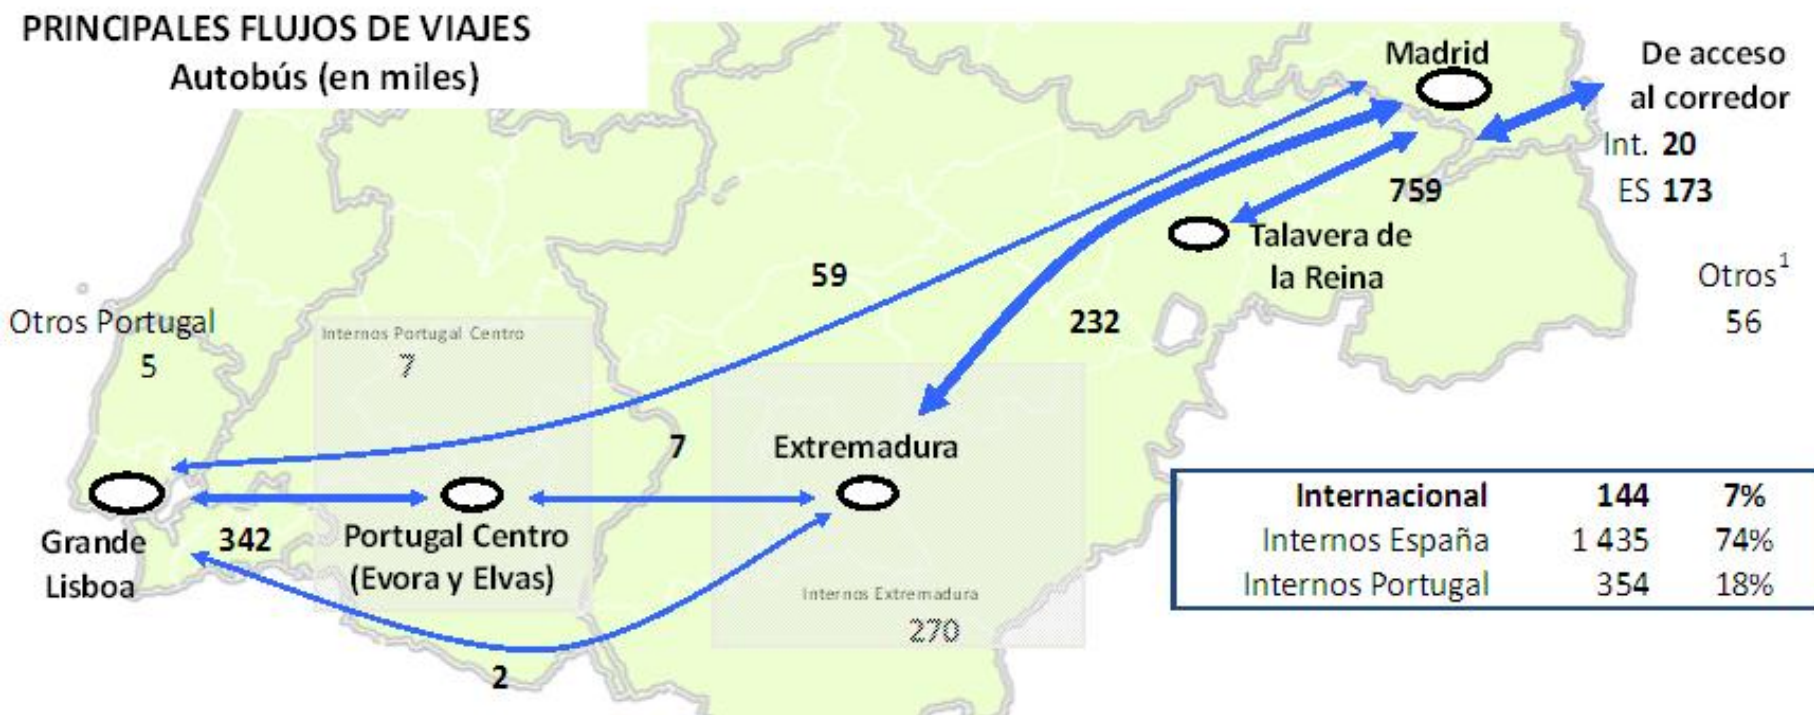 PRINCIPALES FLUJOS DE VIAJES
Autobús (en miles)
Madrid
De acceso
al corredor
Int. 20
ES 173
759
Talavera de
la Reina
59
232
Otros¹
56
Otros Portugal
5
Internos Portugal Centro
7
7
Extremadura
Grande
Lisboa
342
Portugal Centro
(Evora y Elvas)
Internos Extremadura
270
2
Internacional 144 7%
Internos España 1 435 74%
Internos Portugal 354 18%